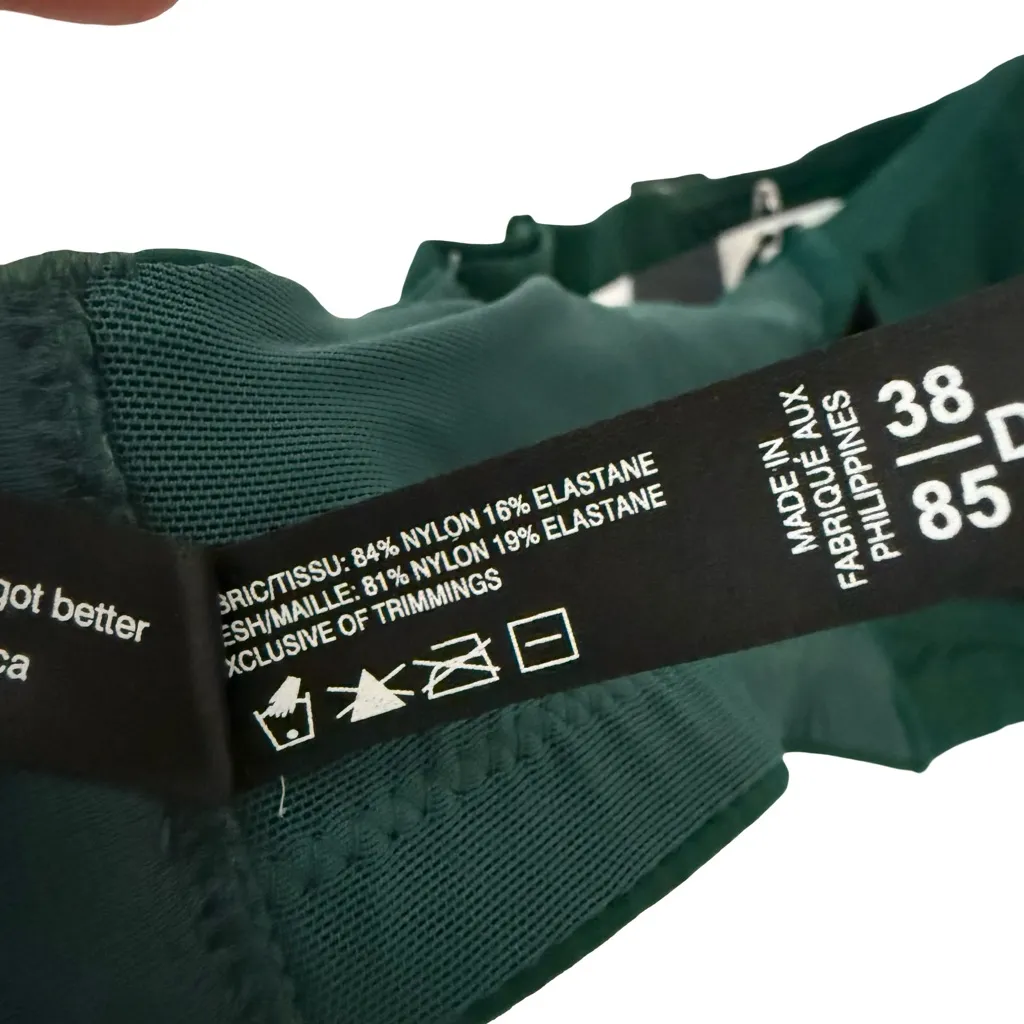 got better
BRIC/TISSU: 84% NYLON 16% ELASTANE
ESH/MAILLE: 81% NYLON 19% ELASTANE
XCLUSIVE OF TRIMMINGS
MADE IN
FABRIQUÉ AUX
PHILIPPINES
38
85
D